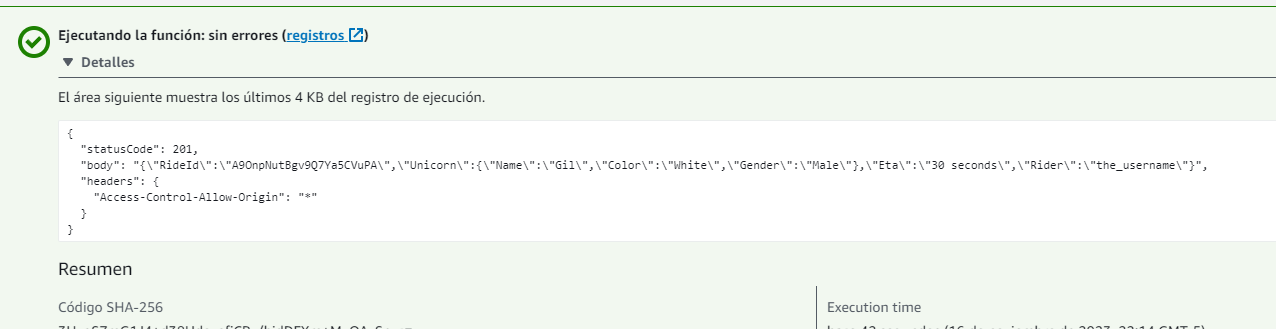 Ejecutando la función: sin errores (registros)
▼ Detalles
El área siguiente muestra los últimos 4 KB del registro de ejecución.
{
  "statusCode": 201,
  "body": "{\"RideId\":\"A9OnpNutBgv9Q7Ya5CVuPA\",\"Unicorn\":{\"Name\":\"Gil\",\"Color\":\"White\",\"Gender\":\"Male\"},\"Eta\":\"30 seconds\",\"Rider\":\"the_username\"}",
  "headers": {
    "Access-Control-Allow-Origin": "*"
  }
}
Resumen
Código SHA-256
Execution time